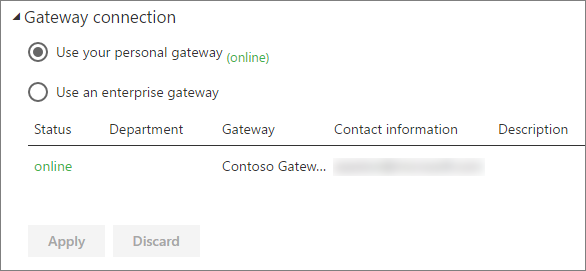 Gateway connection
Use your personal gateway (online)
Use an enterprise gateway
Status Department Gateway Contact information Description
online Contoso Gatew...
Apply Discard